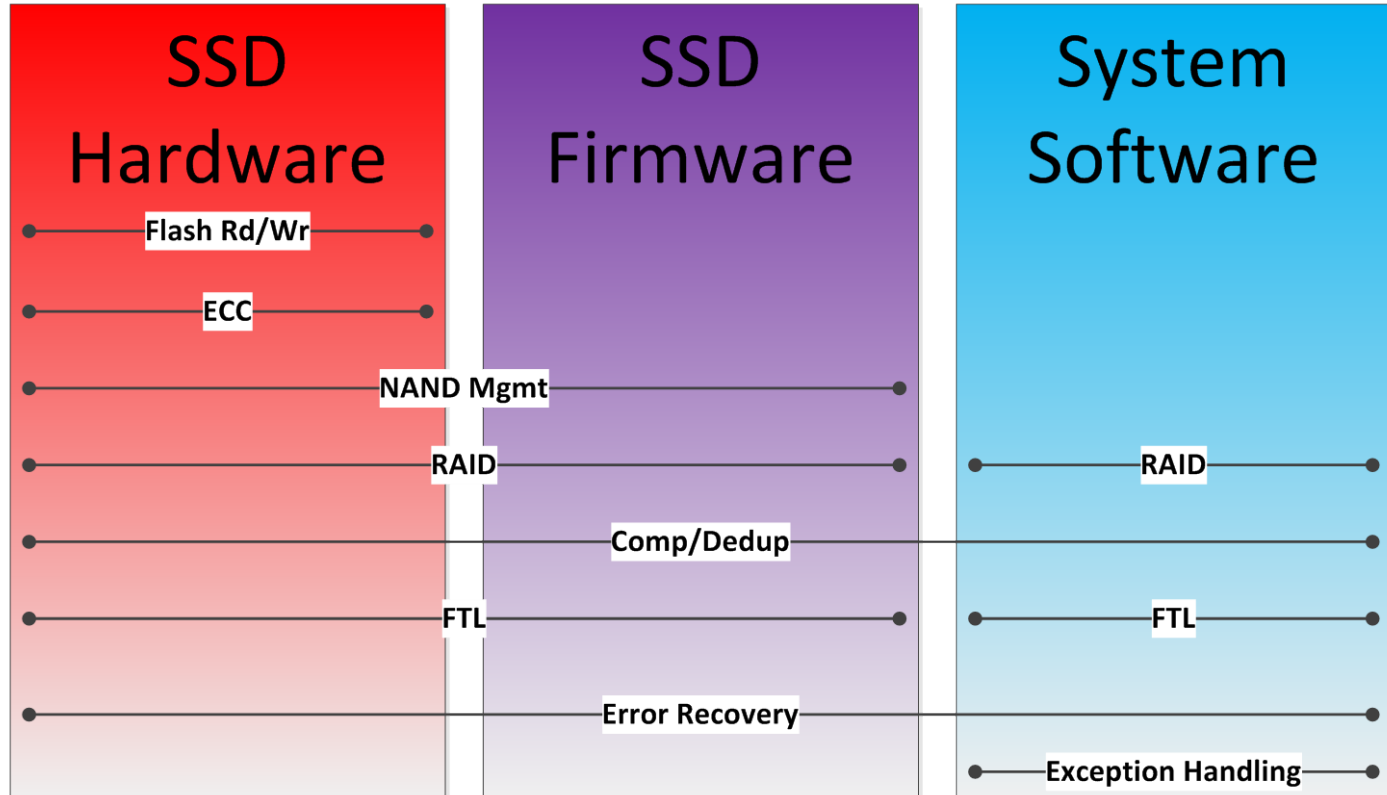 SSD
Hardware
SSD
Firmware
System
Software
Flash Rd/Wr
ECC
NAND Mgmt
RAID
RAID
Comp/Dedup
FTL
FTL
Error Recovery
Exception Handling